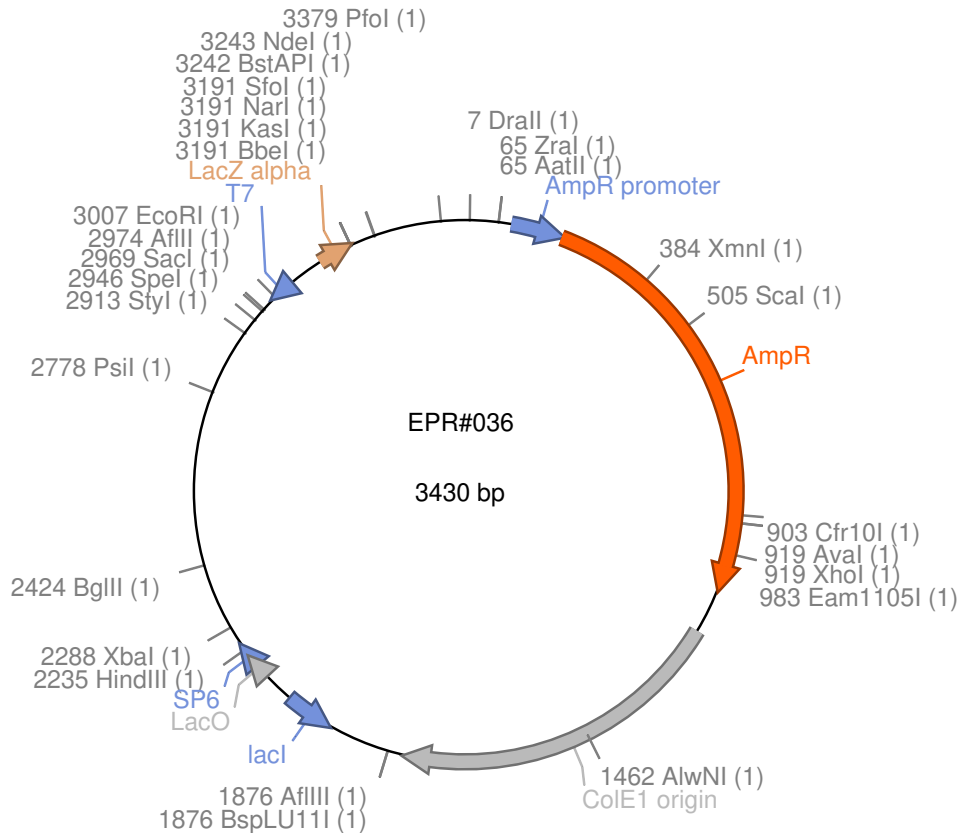 3379 PfoI (1)
3243 NdeI (1)
3242 BstAPI (1)
3191 SfoI (1)
3191 NarI (1)
3191 KasI (1)
3191 BbeI (1)
LacZ alpha
T7
3007 EcoRI (1)
2974 AflII (1)
2969 SacI (1)
2946 SpeI (1)
2913 StyI (1)
2778 PsiI (1)
7 DraII (1)
65 ZraI (1)
65 AatII (1)
AmpR promoter
384 XmnI (1)
505 ScaI (1)
AmpR
EPR#036
3430 bp
903 Cfr10I (1)
919 AvaI (1)
919 XhoI (1)
983 Eam1105I (1)
2424 BglII (1)
2288 XbaI (1)
2235 HindIII (1)
SP6
LacO
lacI
1876 AflIII (1)
1876 BspLU11I (1)
1462 AlwNI (1)
ColE1 origin